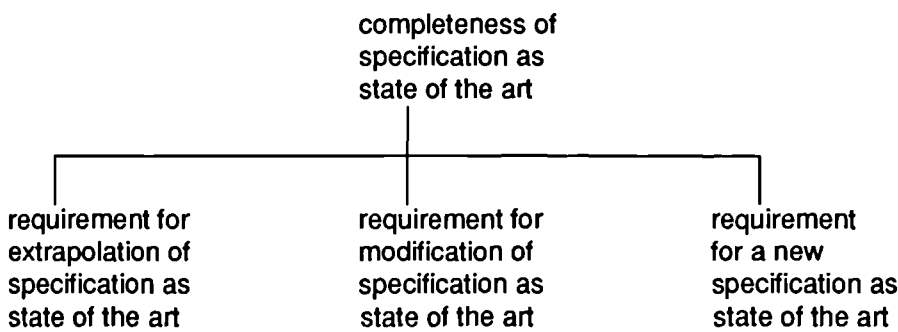 completeness of
specification as
state of the art
requirement for
extrapolation of
specification as
state of the art
requirement for
modification of
specification as
state of the art
requirement
for a new
specification as
state of the art